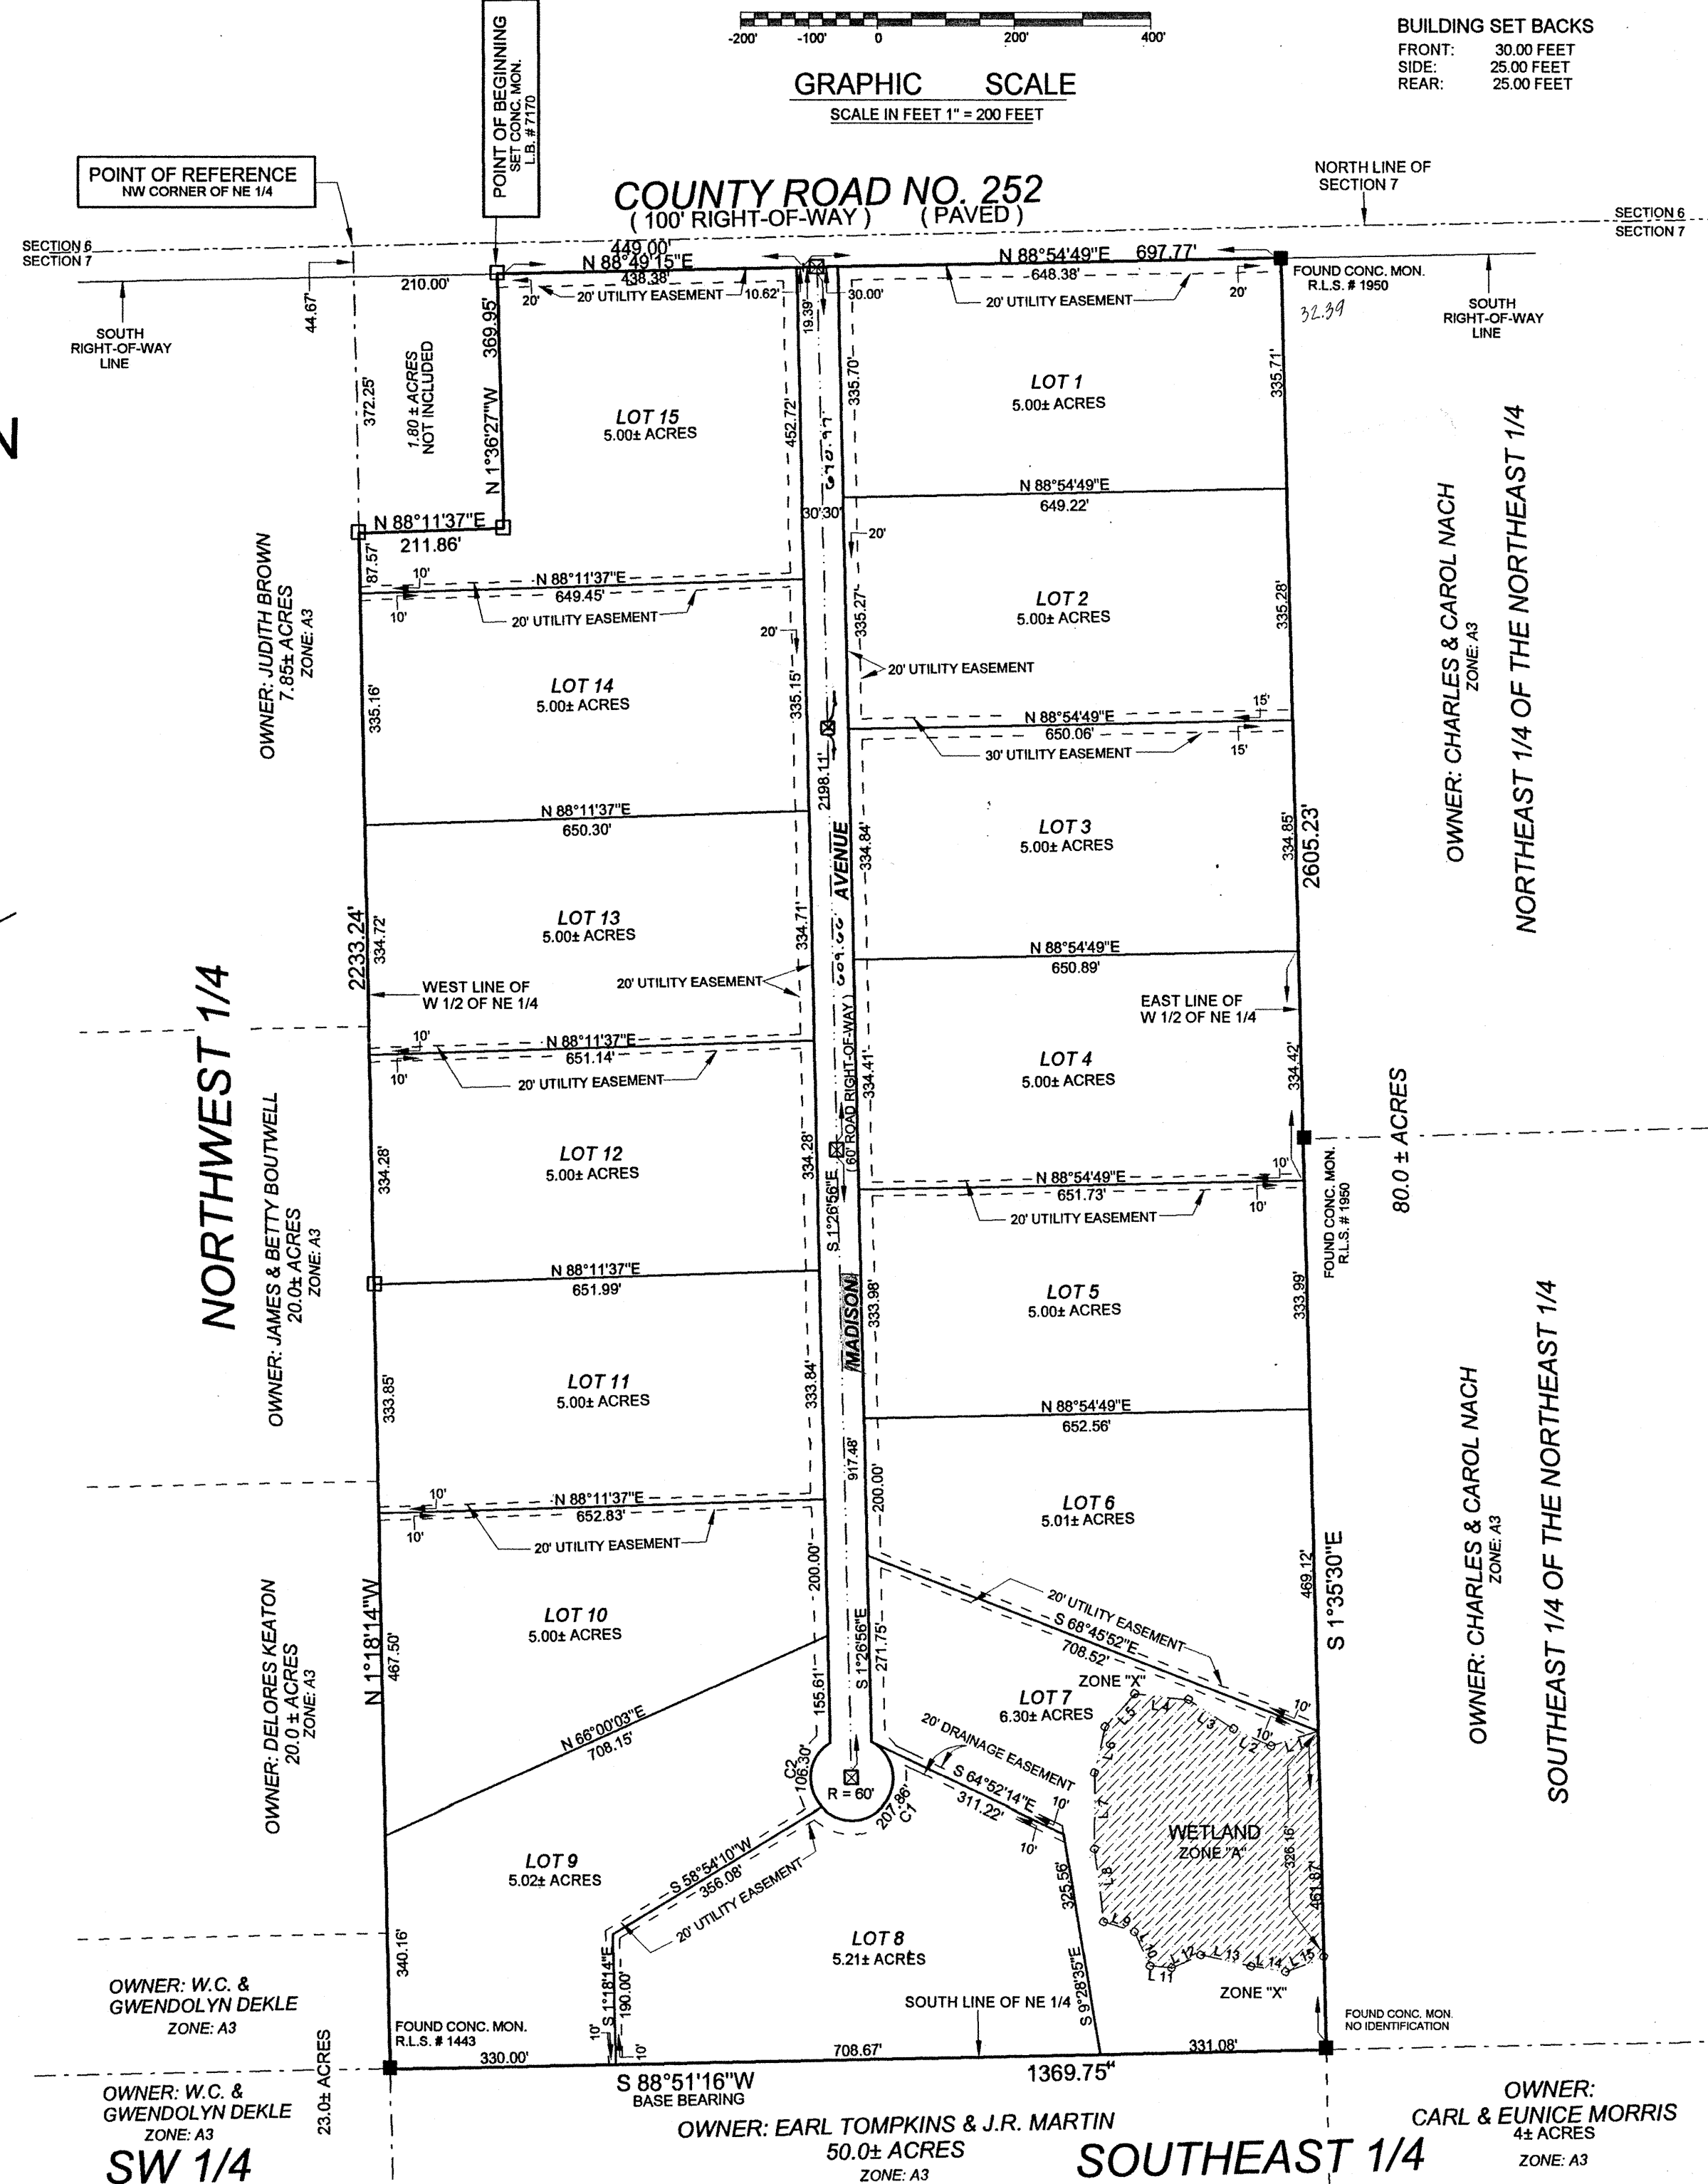 -200'
-100'
0
200'
400'
GRAPHIC SCALE
SCALE IN FEET 1" = 200 FEET
BUILDING SET BACKS
FRONT: 30.00 FEET
SIDE: 25.00 FEET
REAR: 25.00 FEET
POINT OF BEGINNING
SET CONC. MON.
L.B. # 7170
POINT OF REFERENCE
NW CORNER OF NE 1/4
COUNTY ROAD NO. 252
( 100' RIGHT-OF-WAY ) ( PAVED )
NORTH LINE OF
SECTION 7
SECTION 6
SECTION 7
SECTION 6
SECTION 7
449.00'
N 88°49'15"E
438.38'
N 88°54'49"E 697.77'
648.38'
FOUND CONC. MON.
R.L.S. # 1950
32.39
SOUTH
RIGHT-OF-WAY
LINE
SOUTH
RIGHT-OF-WAY
LINE
44.67'
210.00'
20'
20' UTILITY EASEMENT
10.62'
19.39'
30.00'
20' UTILITY EASEMENT
20'
372.25'
1.80 ± ACRES
NOT INCLUDED
N 1°36'27"W
369.95'
LOT 15
5.00± ACRES
452.72'
690.97'
335.70'
LOT 1
5.00± ACRES
335.71'
N 88°54'49"E
649.22'
30'30'
20'
N 88°11'37"E
211.86'
87.57'
10'
N 88°11'37"E
649.45'
10'
20' UTILITY EASEMENT
20'
OWNER: JUDITH BROWN
7.85± ACRES
ZONE: A3
335.27'
LOT 2
5.00± ACRES
335.28'
20' UTILITY EASEMENT
OWNER: CHARLES & CAROL NACH
ZONE: A3
NORTHEAST 1/4 OF THE NORTHEAST 1/4
335.16'
LOT 14
5.00± ACRES
335.15'
N 88°54'49"E
650.06'
15'
15'
30' UTILITY EASEMENT
2198.11'
N 88°11'37"E
650.30'
334.84'
LOT 3
5.00± ACRES
334.85'
2605.23'
AVENUE
2233.24'
334.72'
LOT 13
5.00± ACRES
334.71'
609.66'
N 88°54'49"E
650.89'
WEST LINE OF
W 1/2 OF NE 1/4
20' UTILITY EASEMENT
EAST LINE OF
W 1/2 OF NE 1/4
( 60' ROAD RIGHT-OF-WAY )
NORTHWEST 1/4
10'
N 88°11'37"E
651.14'
10'
20' UTILITY EASEMENT
334.41'
LOT 4
5.00± ACRES
334.42'
80.0 ± ACRES
OWNER: JAMES & BETTY BOUTWELL
20.0± ACRES
ZONE: A3
334.28'
LOT 12
5.00± ACRES
334.28'
S 1°26'56"E
N 88°54'49"E
651.73'
10'
10'
20' UTILITY EASEMENT
FOUND CONC. MON.
R.L.S. # 1950
N 88°11'37"E
651.99'
MADISON
333.98'
LOT 5
5.00± ACRES
333.99'
333.85'
LOT 11
5.00± ACRES
333.84'
N 88°54'49"E
652.56'
917.48'
10'
N 88°11'37"E
652.83'
10'
20' UTILITY EASEMENT
200.00'
LOT 6
5.01± ACRES
469.12'
S 1°35'30"E
OWNER: CHARLES & CAROL NACH
ZONE: A3
SOUTHEAST 1/4 OF THE NORTHEAST 1/4
OWNER: DELORES KEATON
20.0 ± ACRES
ZONE: A3
N 1°18'14"W
467.50'
LOT 10
5.00± ACRES
200.00'
S 1°26'56"E
271.75'
20' UTILITY EASEMENT
S 68°45'52"E
708.52'
ZONE "X"
LOT 7
6.30± ACRES
N 66°00'03"E
708.15'
155.61'
C2
106.30'
R = 60'
207.86'
C1
20' DRAINAGE EASEMENT
S 64°52'14"E
311.22'
10'
10'
L 5
L 4
L 3
L 2
L 1
10'
10'
L 6
L 7
L 8
WETLAND
ZONE "A"
326.16'
461.87'
L 9
L 10
L 11
L 12
L 13
L 14
L 15
ZONE "X"
LOT 9
5.02± ACRES
S 58°54'10"W
356.08'
20' UTILITY EASEMENT
LOT 8
5.21± ACRES
325.56'
S 9°28'35"E
340.16'
S 1°18'14"E
190.00'
10'
10'
SOUTH LINE OF NE 1/4
OWNER: W.C. &
GWENDOLYN DEKLE
ZONE: A3
FOUND CONC. MON.
R.L.S. # 1443
FOUND CONC. MON.
NO IDENTIFICATION
330.00'
708.67'
331.08'
1369.75"
S 88°51'16"W
BASE BEARING
23.0± ACRES
OWNER: W.C. &
GWENDOLYN DEKLE
ZONE: A3
SW 1/4
OWNER: EARL TOMPKINS & J.R. MARTIN
50.0± ACRES
ZONE: A3
SOUTHEAST 1/4
OWNER:
CARL & EUNICE MORRIS
4± ACRES
ZONE: A3